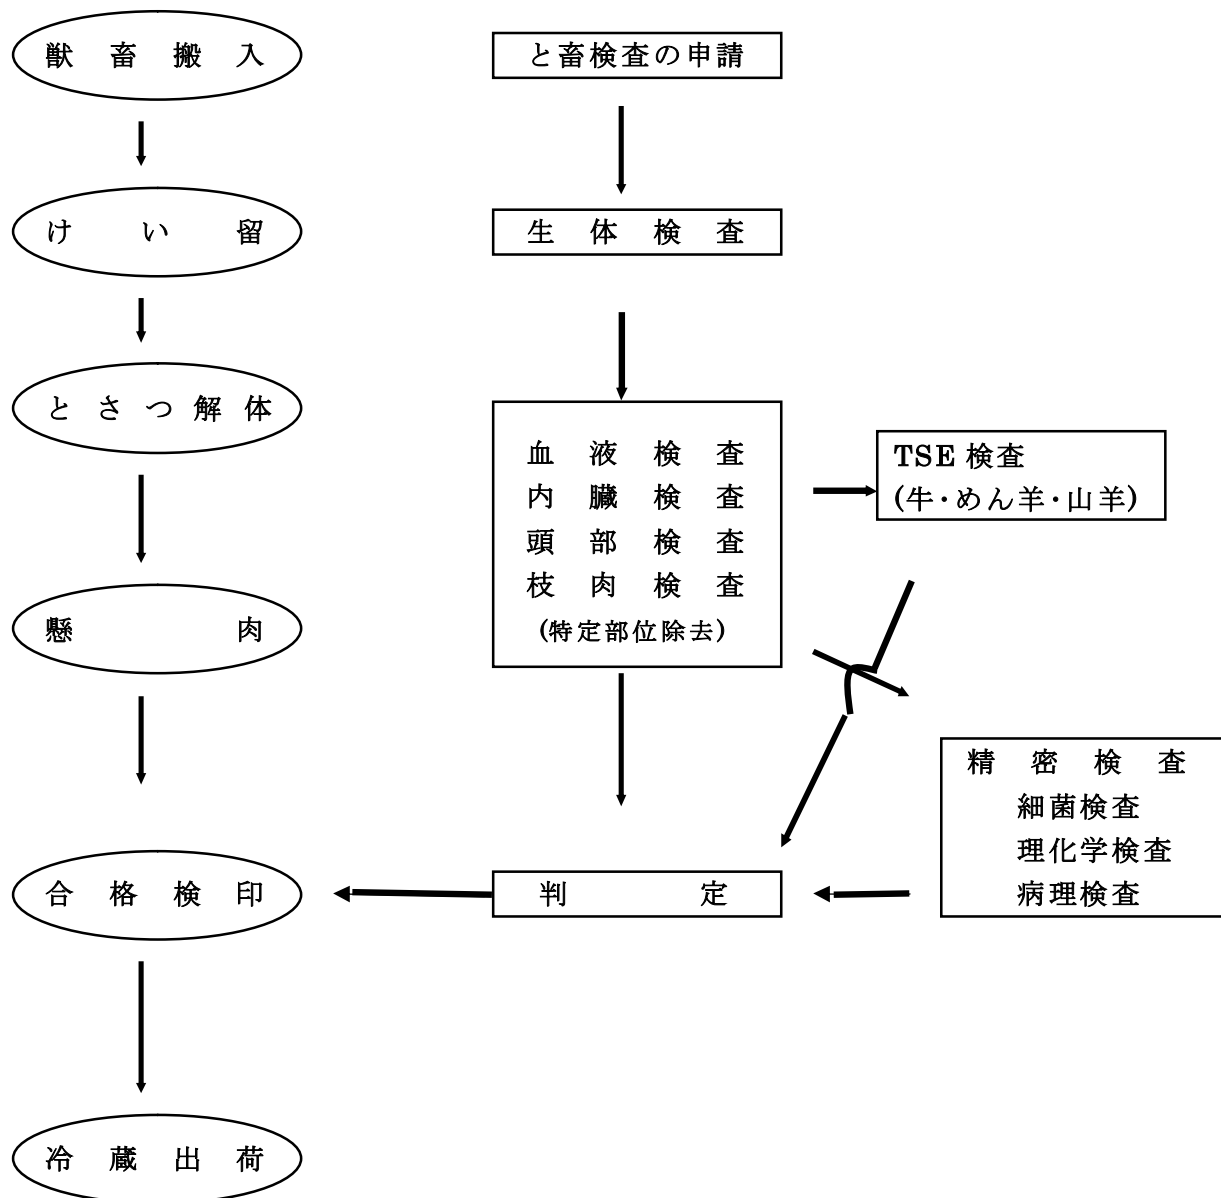 獣畜搬入
と畜検査の申請
けい留
生体検査
とさつ解体
血液検査
内臓検査
頭部検査
枝肉検査
(特定部位除去)
TSE検査
(牛・めん羊・山羊)
懸肉
精密検査
細菌検査
理化学検査
病理検査
合格検印
判定
冷蔵出荷